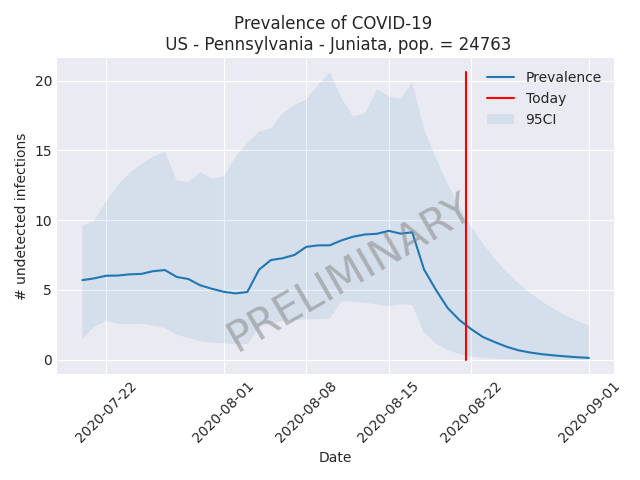 Prevalence of COVID-19
US - Pennsylvania - Juniata, pop. = 24763
Prevalence
Today
95CI
# undetected infections
20
15
10
5
0
PRELIMINARY
2020-07-22
2020-08-01
2020-08-08
2020-08-15
2020-08-22
2020-09-01
Date